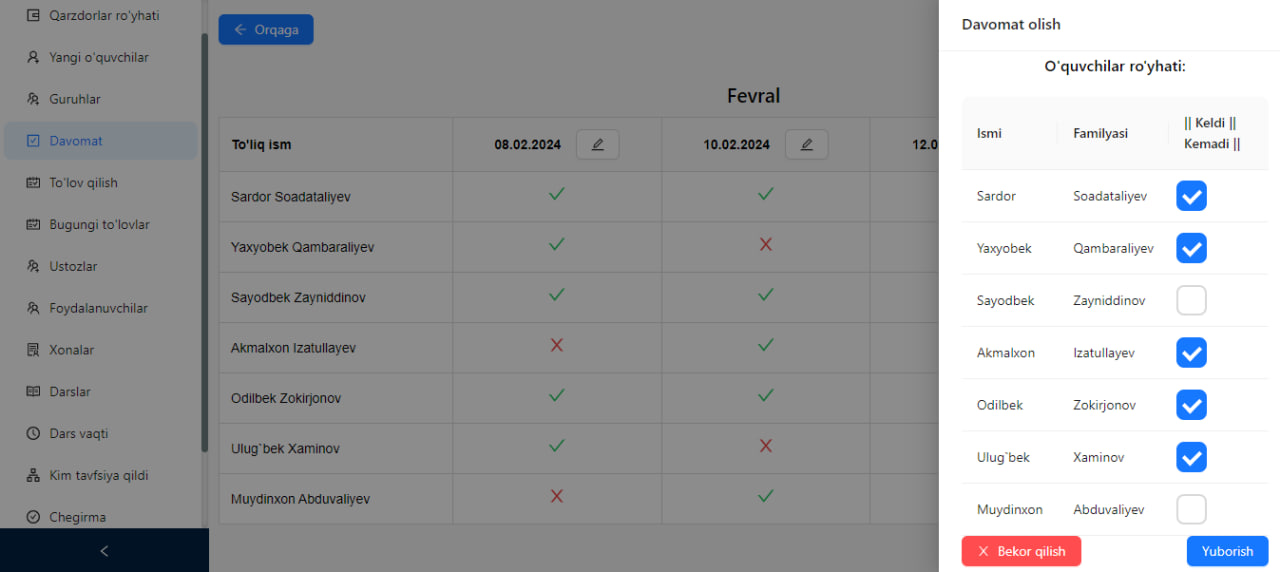 Qarzdorlar ro'yhati
Yangi o'quvchilar
Guruhlar
Davomat
To'lov qilish
Bugungi to'lovlar
Ustozlar
Foydalanuvchilar
Xonalar
Darslar
Dars vaqti
Kim tavfsiya qildi
Chegirma
Orqaga
Fevral
To'liq ism 08.02.2024 10.02.2024 12.0
Sardor Soadataliyev
Yaxyobek Qambaraliyev
Sayodbek Zayniddinov
Akmalxon Izatullayev
Odilbek Zokirjonov
Ulug`bek Xaminov
Muydinxon Abduvaliyev
Davomat olish
O'quvchilar ro'yhati:
Ismi Familyasi || Keldi ||
Kemadi ||
Sardor Soadataliyev
Yaxyobek Qambaraliyev
Sayodbek Zayniddinov
Akmalxon Izatullayev
Odilbek Zokirjonov
Ulug`bek Xaminov
Muydinxon Abduvaliyev
Bekor qilish Yuborish